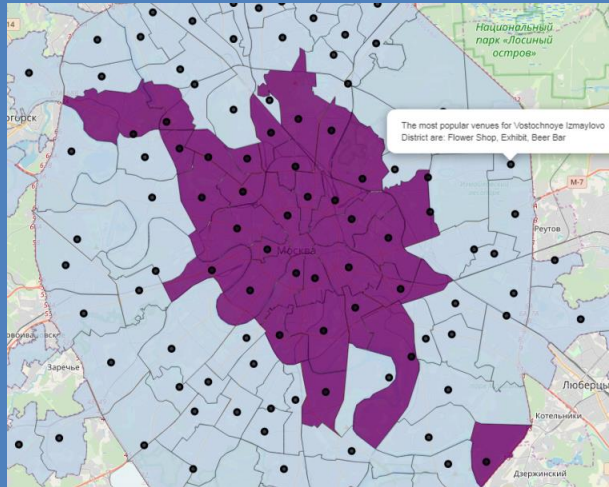 14
Национальный
парк «Лосиный
остров»
The most popular venues for Vostochnoye Izmaylovo
District are: Flower Shop, Exhibit, Beer Bar
М-7
Реутов
Москва
Заречье
Люберцы
Котельники
Дзержинский